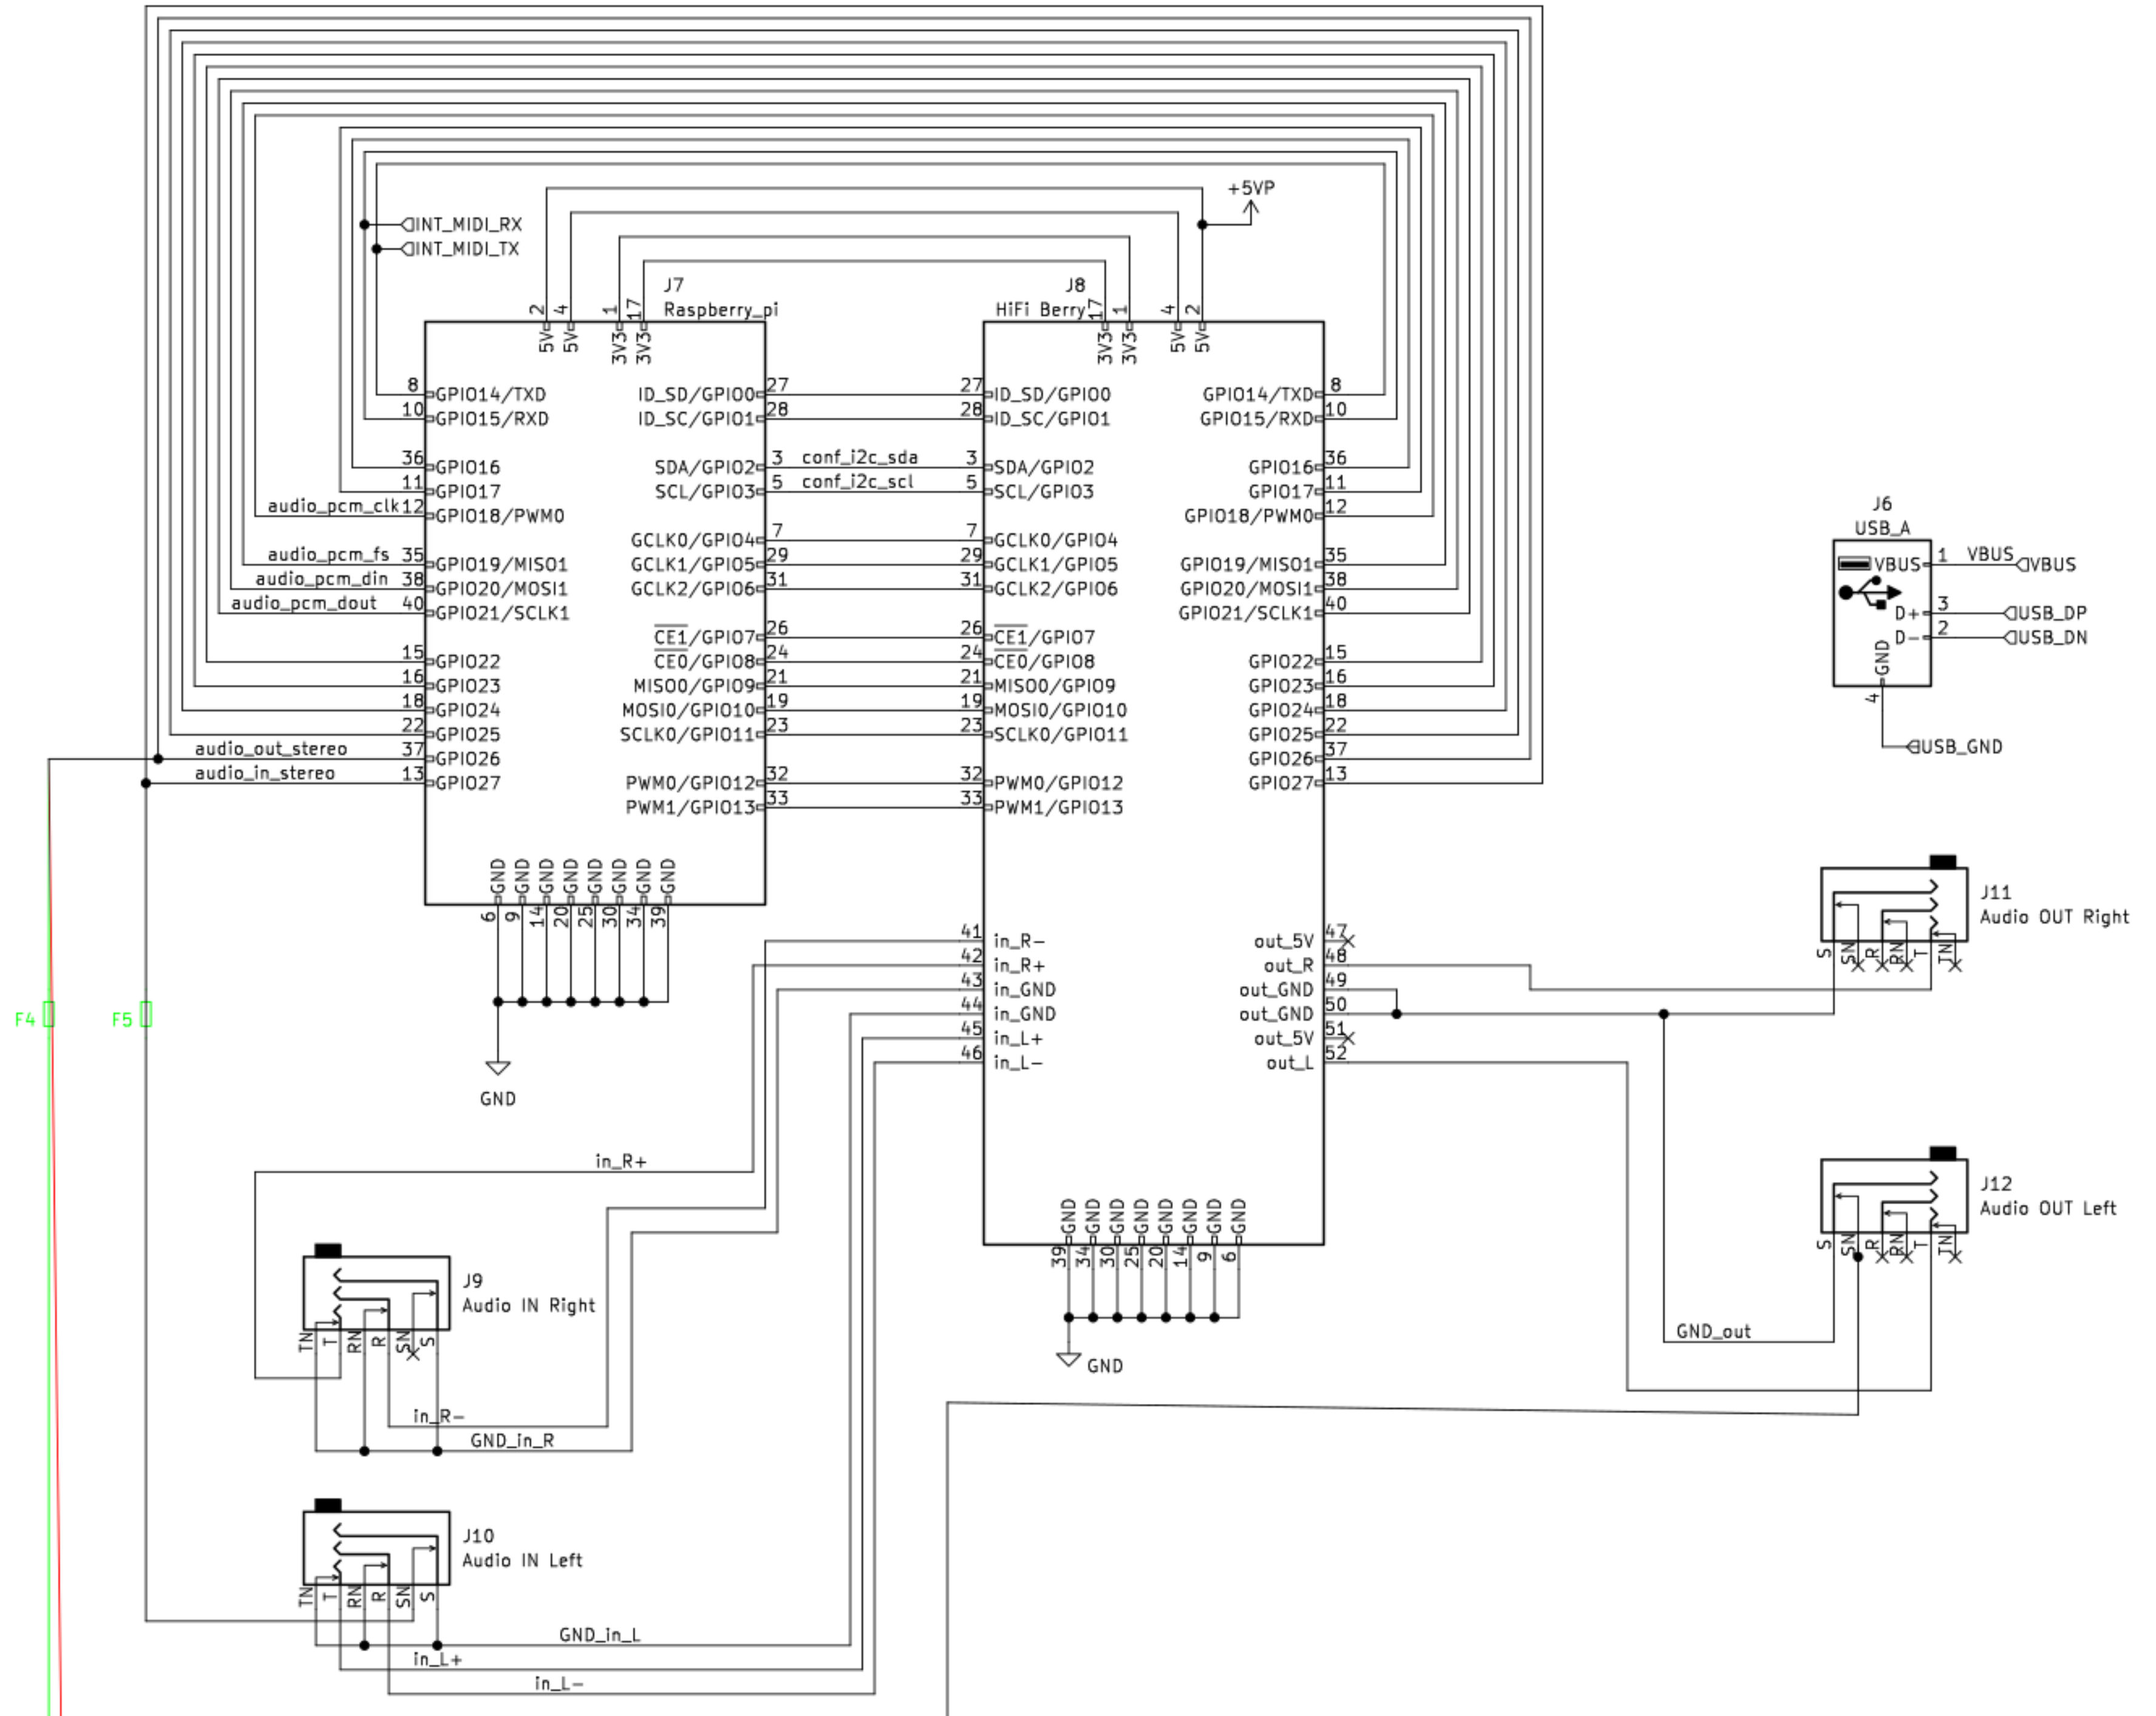 +5VP
INT_MIDI_RX
INT_MIDI_TX
J7
Raspberry_pi
2 4 1 17
5V 5V 3V3 3V3
8 GPIO14/TXD
10 GPIO15/RXD
36 GPIO16
11 GPIO17
audio_pcm_clk 12 GPIO18/PWM0
audio_pcm_fs 35 GPIO19/MISO1
audio_pcm_din 38 GPIO20/MOSI1
audio_pcm_dout 40 GPIO21/SCLK1
15 GPIO22
16 GPIO23
18 GPIO24
22 GPIO25
audio_out_stereo 37 GPIO26
audio_in_stereo 13 GPIO27
ID_SD/GPIO0 27
ID_SC/GPIO1 28
SDA/GPIO2 3 conf_i2c_sda
SCL/GPIO3 5 conf_i2c_scl
GCLK0/GPIO4 7
GCLK1/GPIO5 29
GCLK2/GPIO6 31
CE1/GPIO7 26
CE0/GPIO8 24
MISO0/GPIO9 21
MOSI0/GPIO10 19
SCLK0/GPIO11 23
PWM0/GPIO12 32
PWM1/GPIO13 33
GND GND GND GND GND GND GND GND
6 9 14 20 25 30 34 39
GND
J8
HiFi Berry
17 1 4 2
3V3 3V3 5V 5V
27 ID_SD/GPIO0
28 ID_SC/GPIO1
3 SDA/GPIO2
5 SCL/GPIO3
7 GCLK0/GPIO4
29 GCLK1/GPIO5
31 GCLK2/GPIO6
26 CE1/GPIO7
24 CE0/GPIO8
21 MISO0/GPIO9
19 MOSI0/GPIO10
23 SCLK0/GPIO11
32 PWM0/GPIO12
33 PWM1/GPIO13
41 in_R-
42 in_R+
43 in_GND
44 in_GND
45 in_L+
46 in_L-
GPIO14/TXD 8
GPIO15/RXD 10
GPIO16 36
GPIO17 11
GPIO18/PWM0 12
GPIO19/MISO1 35
GPIO20/MOSI1 38
GPIO21/SCLK1 40
GPIO22 15
GPIO23 16
GPIO24 18
GPIO25 22
GPIO26 37
GPIO27 13
out_5V 47
out_R 48
out_GND 49
out_GND 50
out_5V 51
out_L 52
GND GND GND GND GND GND GND GND
39 34 30 25 20 14 9 6
GND
J6
USB_A
VBUS 1 VBUS VBUS
D+ 3 USB_DP
D- 2 USB_DN
GND
4
USB_GND
J11
Audio OUT Right
S SN R RN T TN
J12
Audio OUT Left
S SN R RN T TN
GND_out
F4
F5
in_R+
J9
Audio IN Right
TN T RN R SN S
in_R-
GND_in_R
J10
Audio IN Left
TN T RN R SN S
GND_in_L
in_L+
in_L-